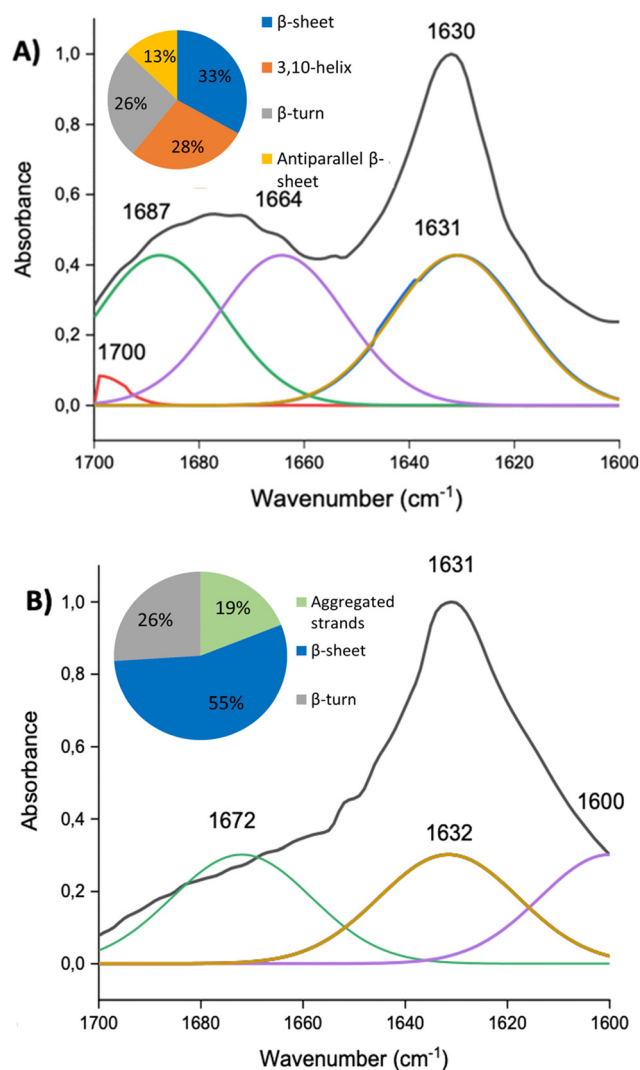 A)
β-sheet
3,10-helix
β-turn
Antiparallel β-
sheet
33%
28%
26%
13%
1630
1687
1664
1631
1700
Absorbance
1,0
0,8
0,6
0,4
0,2
0,0
1700 1680 1660 1640 1620 1600
Wavenumber (cm⁻¹)
B)
Aggregated
strands
β-sheet
β-turn
19%
55%
26%
1631
1672
1632
1600
Absorbance
1,0
0,8
0,6
0,4
0,2
0,0
1700 1680 1660 1640 1620 1600
Wavenumber (cm⁻¹)